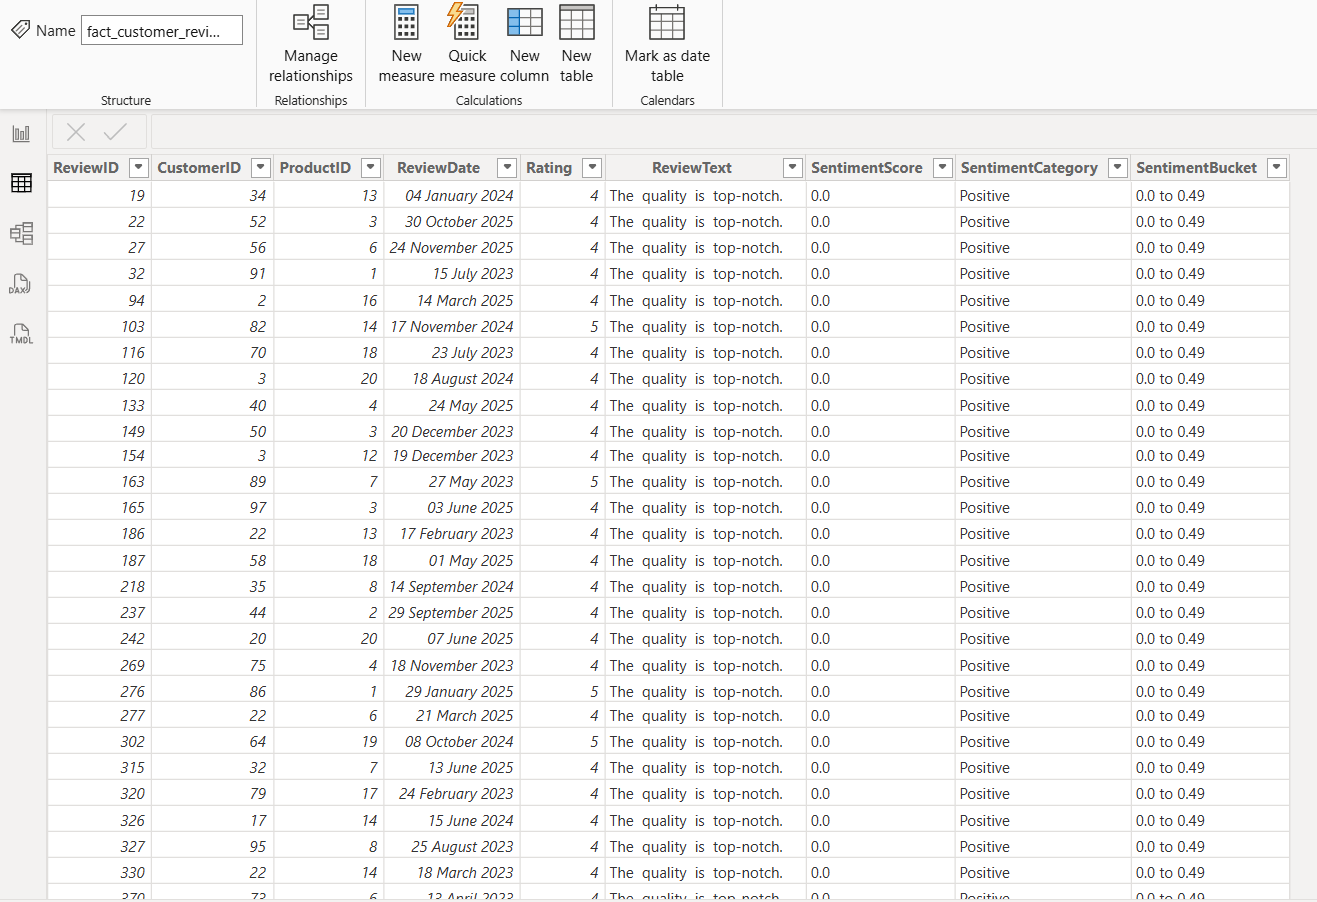 Name fact_customer_revi...
Manage relationships
New measure
Quick measure
New column
New table
Mark as date table
Structure
Relationships
Calculations
Calendars
DAX
TMDL
ReviewID CustomerID ProductID ReviewDate Rating ReviewText SentimentScore SentimentCategory SentimentBucket
19 34 13 04 January 2024 4 The quality is top-notch. 0.0 Positive 0.0 to 0.49
22 52 3 30 October 2025 4 The quality is top-notch. 0.0 Positive 0.0 to 0.49
27 56 6 24 November 2025 4 The quality is top-notch. 0.0 Positive 0.0 to 0.49
32 91 1 15 July 2023 4 The quality is top-notch. 0.0 Positive 0.0 to 0.49
94 2 16 14 March 2025 4 The quality is top-notch. 0.0 Positive 0.0 to 0.49
103 82 14 17 November 2024 5 The quality is top-notch. 0.0 Positive 0.0 to 0.49
116 70 18 23 July 2023 4 The quality is top-notch. 0.0 Positive 0.0 to 0.49
120 3 20 18 August 2024 4 The quality is top-notch. 0.0 Positive 0.0 to 0.49
133 40 4 24 May 2025 4 The quality is top-notch. 0.0 Positive 0.0 to 0.49
149 50 3 20 December 2023 4 The quality is top-notch. 0.0 Positive 0.0 to 0.49
154 3 12 19 December 2023 4 The quality is top-notch. 0.0 Positive 0.0 to 0.49
163 89 7 27 May 2023 5 The quality is top-notch. 0.0 Positive 0.0 to 0.49
165 97 3 03 June 2025 4 The quality is top-notch. 0.0 Positive 0.0 to 0.49
186 22 13 17 February 2023 4 The quality is top-notch. 0.0 Positive 0.0 to 0.49
187 58 18 01 May 2025 4 The quality is top-notch. 0.0 Positive 0.0 to 0.49
218 35 8 14 September 2024 4 The quality is top-notch. 0.0 Positive 0.0 to 0.49
237 44 2 29 September 2025 4 The quality is top-notch. 0.0 Positive 0.0 to 0.49
242 20 20 07 June 2025 4 The quality is top-notch. 0.0 Positive 0.0 to 0.49
269 75 4 18 November 2023 4 The quality is top-notch. 0.0 Positive 0.0 to 0.49
276 86 1 29 January 2025 5 The quality is top-notch. 0.0 Positive 0.0 to 0.49
277 22 6 21 March 2025 4 The quality is top-notch. 0.0 Positive 0.0 to 0.49
302 64 19 08 October 2024 5 The quality is top-notch. 0.0 Positive 0.0 to 0.49
315 32 7 13 June 2025 4 The quality is top-notch. 0.0 Positive 0.0 to 0.49
320 79 17 24 February 2023 4 The quality is top-notch. 0.0 Positive 0.0 to 0.49
326 17 14 15 June 2024 4 The quality is top-notch. 0.0 Positive 0.0 to 0.49
327 95 8 25 August 2023 4 The quality is top-notch. 0.0 Positive 0.0 to 0.49
330 22 14 18 March 2023 4 The quality is top-notch. 0.0 Positive 0.0 to 0.49
The quality is top-notch. 0.0 Positive 0.0 to 0.49